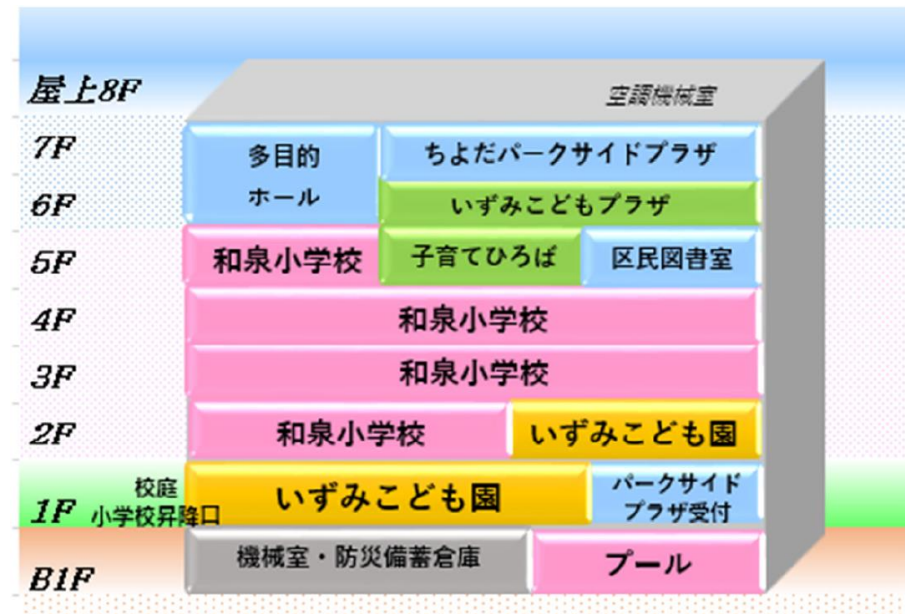 屋上8F
空調機械室
7F
多目的
ホール
ちよだパークサイドプラザ
6F
いずみこどもプラザ
5F
和泉小学校
子育てひろば
区民図書室
4F
和泉小学校
3F
和泉小学校
2F
和泉小学校
いずみこども園
1F
校庭
小学校昇降口
いずみこども園
パークサイド
プラザ受付
B1F
機械室・防災備蓄倉庫
プール